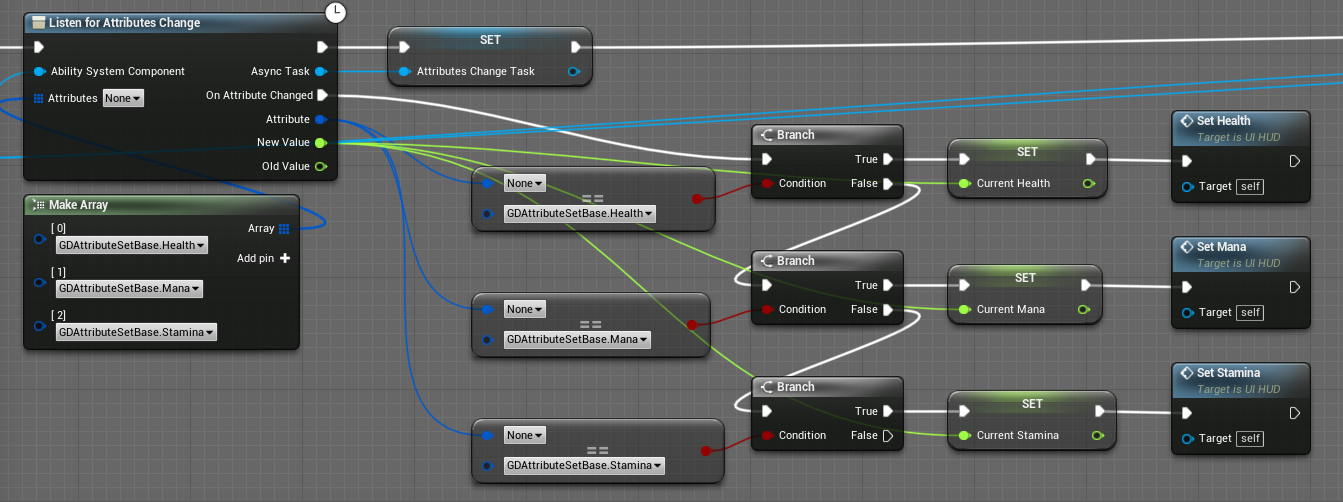 Listen for Attributes Change
Ability System Component
Async Task
Attributes None
On Attribute Changed
Attribute
New Value
Old Value
SET
Attributes Change Task
Make Array
[ 0]
GDAttributeSetBase.Health
Array
Add pin
[ 1]
GDAttributeSetBase.Mana
[ 2]
GDAttributeSetBase.Stamina
None
==
GDAttributeSetBase.Health
Branch
True
Condition
False
SET
Current Health
Set Health
Target is UI HUD
Target self
None
==
GDAttributeSetBase.Mana
Branch
True
Condition
False
SET
Current Mana
Set Mana
Target is UI HUD
Target self
None
==
GDAttributeSetBase.Stamina
Branch
True
Condition
False
SET
Current Stamina
Set Stamina
Target is UI HUD
Target self